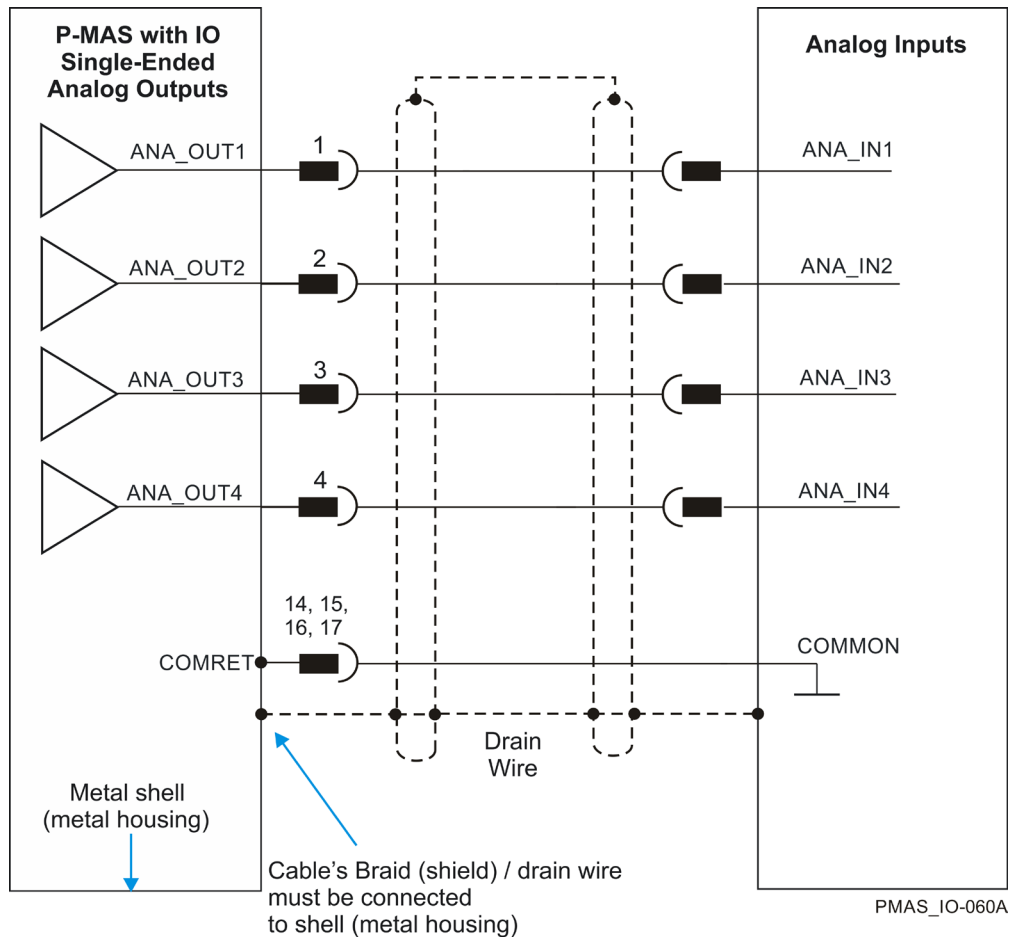 P-MAS with IO
Single-Ended
Analog Outputs
Analog Inputs
ANA_OUT1
1
ANA_IN1
ANA_OUT2
2
ANA_IN2
ANA_OUT3
3
ANA_IN3
ANA_OUT4
4
ANA_IN4
14, 15,
16, 17
COMRET
COMMON
Drain
Wire
Metal shell
(metal housing)
Cable's Braid (shield) / drain wire
must be connected
to shell (metal housing)
PMAS_IO-060A